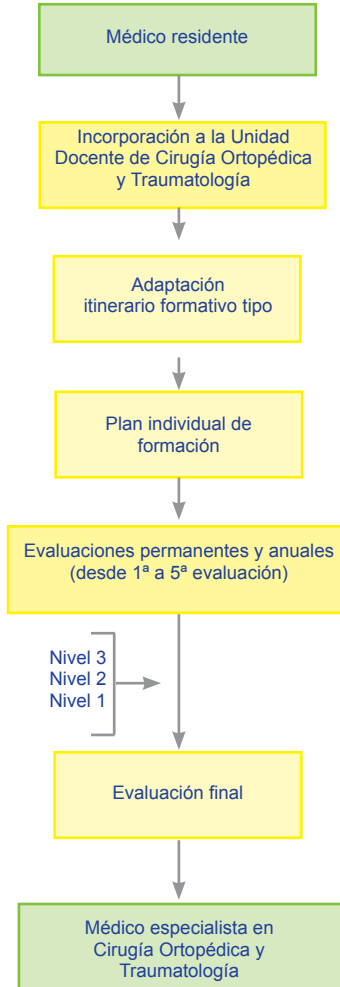 Médico residente
Incorporación a la Unidad
Docente de Cirugía Ortopédica
y Traumatología
Adaptación
itinerario formativo tipo
Plan individual de
formación
Evaluaciones permanentes y anuales
(desde 1ª a 5ª evaluación)
Nivel 3
Nivel 2
Nivel 1
Evaluación final
Médico especialista en
Cirugía Ortopédica y
Traumatología